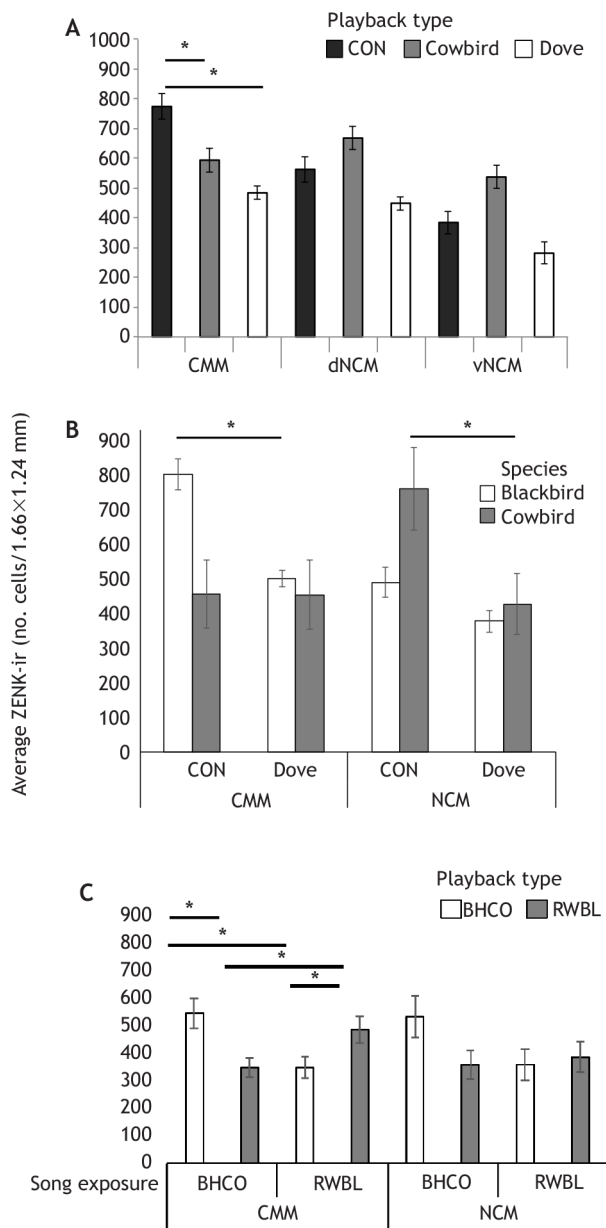 A
Playback type
CON Cowbird Dove
1000
900
800
700
600
500
400
300
200
100
0
*
*
CMM dNCM vNCM
Average ZENK-ir (no. cells/1.66×1.24 mm)
B
900
800
700
600
500
400
300
200
100
0
*
*
Species
Blackbird
Cowbird
CON Dove CON Dove
CMM NCM
C
Playback type
BHCO RWBL
900
800
700
600
500
400
300
200
100
0
*
*
*
*
Song exposure BHCO RWBL BHCO RWBL
CMM NCM